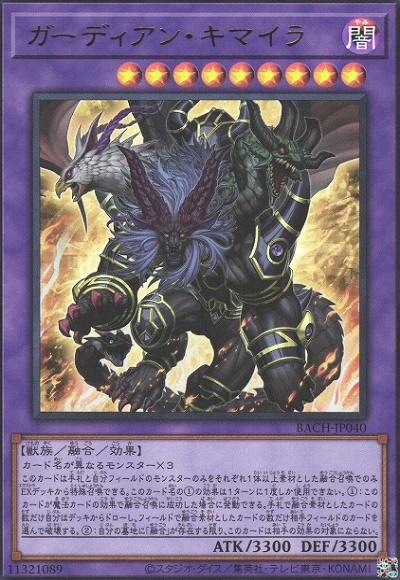 ガーディアン・キマイラ
闇
BACH-JP040
[獣族/融合/効果]
カード名が異なるモンスター×3
このカードは手札と自分フィールドのモンスターのみをそれぞれ1体以上素材とした融合召喚でのみ
EXデッキから特殊召喚できる。このカード名の①の効果は1ターンに1度しか使用できない。①:この
カードが魔法カードの効果で融合召喚に成功した場合に発動できる。手札で融合素材としたカード
の数だけ自分はデッキからドローし、フィールドで融合素材としたカードの数だけ相手フィールドのカード
を選んで破壊する。②:自分の墓地に「融合」が存在する限り、このカードは相手の効果の対象にならない。
ATK/3300 DEF/3300
11321089
©スタジオ・ダイス/集英社・テレビ東京・KONAMI